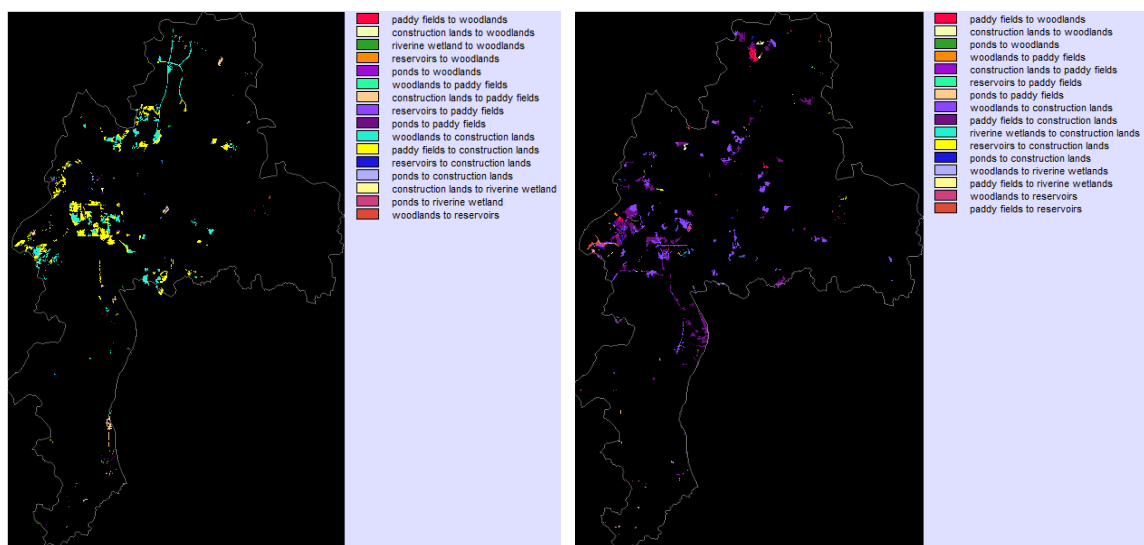 paddy fields to woodlands
construction lands to woodlands
riverine wetland to woodlands
reservoirs to woodlands
ponds to woodlands
woodlands to paddy fields
construction lands to paddy fields
reservoirs to paddy fields
ponds to paddy fields
woodlands to construction lands
paddy fields to construction lands
reservoirs to construction lands
ponds to construction lands
construction lands to riverine wetland
ponds to riverine wetland
woodlands to reservoirs
paddy fields to woodlands
construction lands to woodlands
ponds to woodlands
woodlands to paddy fields
construction lands to paddy fields
reservoirs to paddy fields
ponds to paddy fields
woodlands to construction lands
paddy fields to construction lands
riverine wetlands to construction lands
reservoirs to construction lands
ponds to construction lands
woodlands to riverine wetlands
paddy fields to riverine wetlands
woodlands to reservoirs
paddy fields to reservoirs